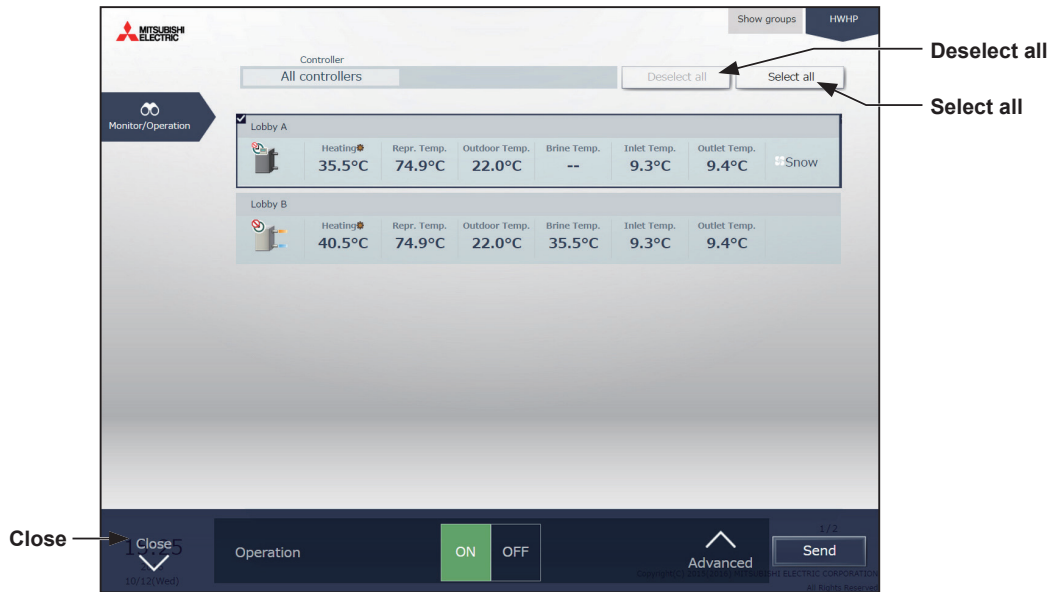 MITSUBISHI
ELECTRIC
Show groups
HWHP
Deselect all
Select all
Controller
All controllers
Deselect all
Select all
Monitor/Operation
Lobby A
Heating Repr. Temp. Outdoor Temp. Brine Temp. Inlet Temp. Outlet Temp.
35.5°C 74.9°C 22.0°C -- 9.3°C 9.4°C Snow
Lobby B
Heating Repr. Temp. Outdoor Temp. Brine Temp. Inlet Temp. Outlet Temp.
40.5°C 74.9°C 22.0°C 35.5°C 9.3°C 9.4°C
Close
Close
10/12(Wed)
Operation
ON
OFF
Advanced
1/2
Send
MITSUBISHI ELECTRIC CORPORATION
All Rights Reserved